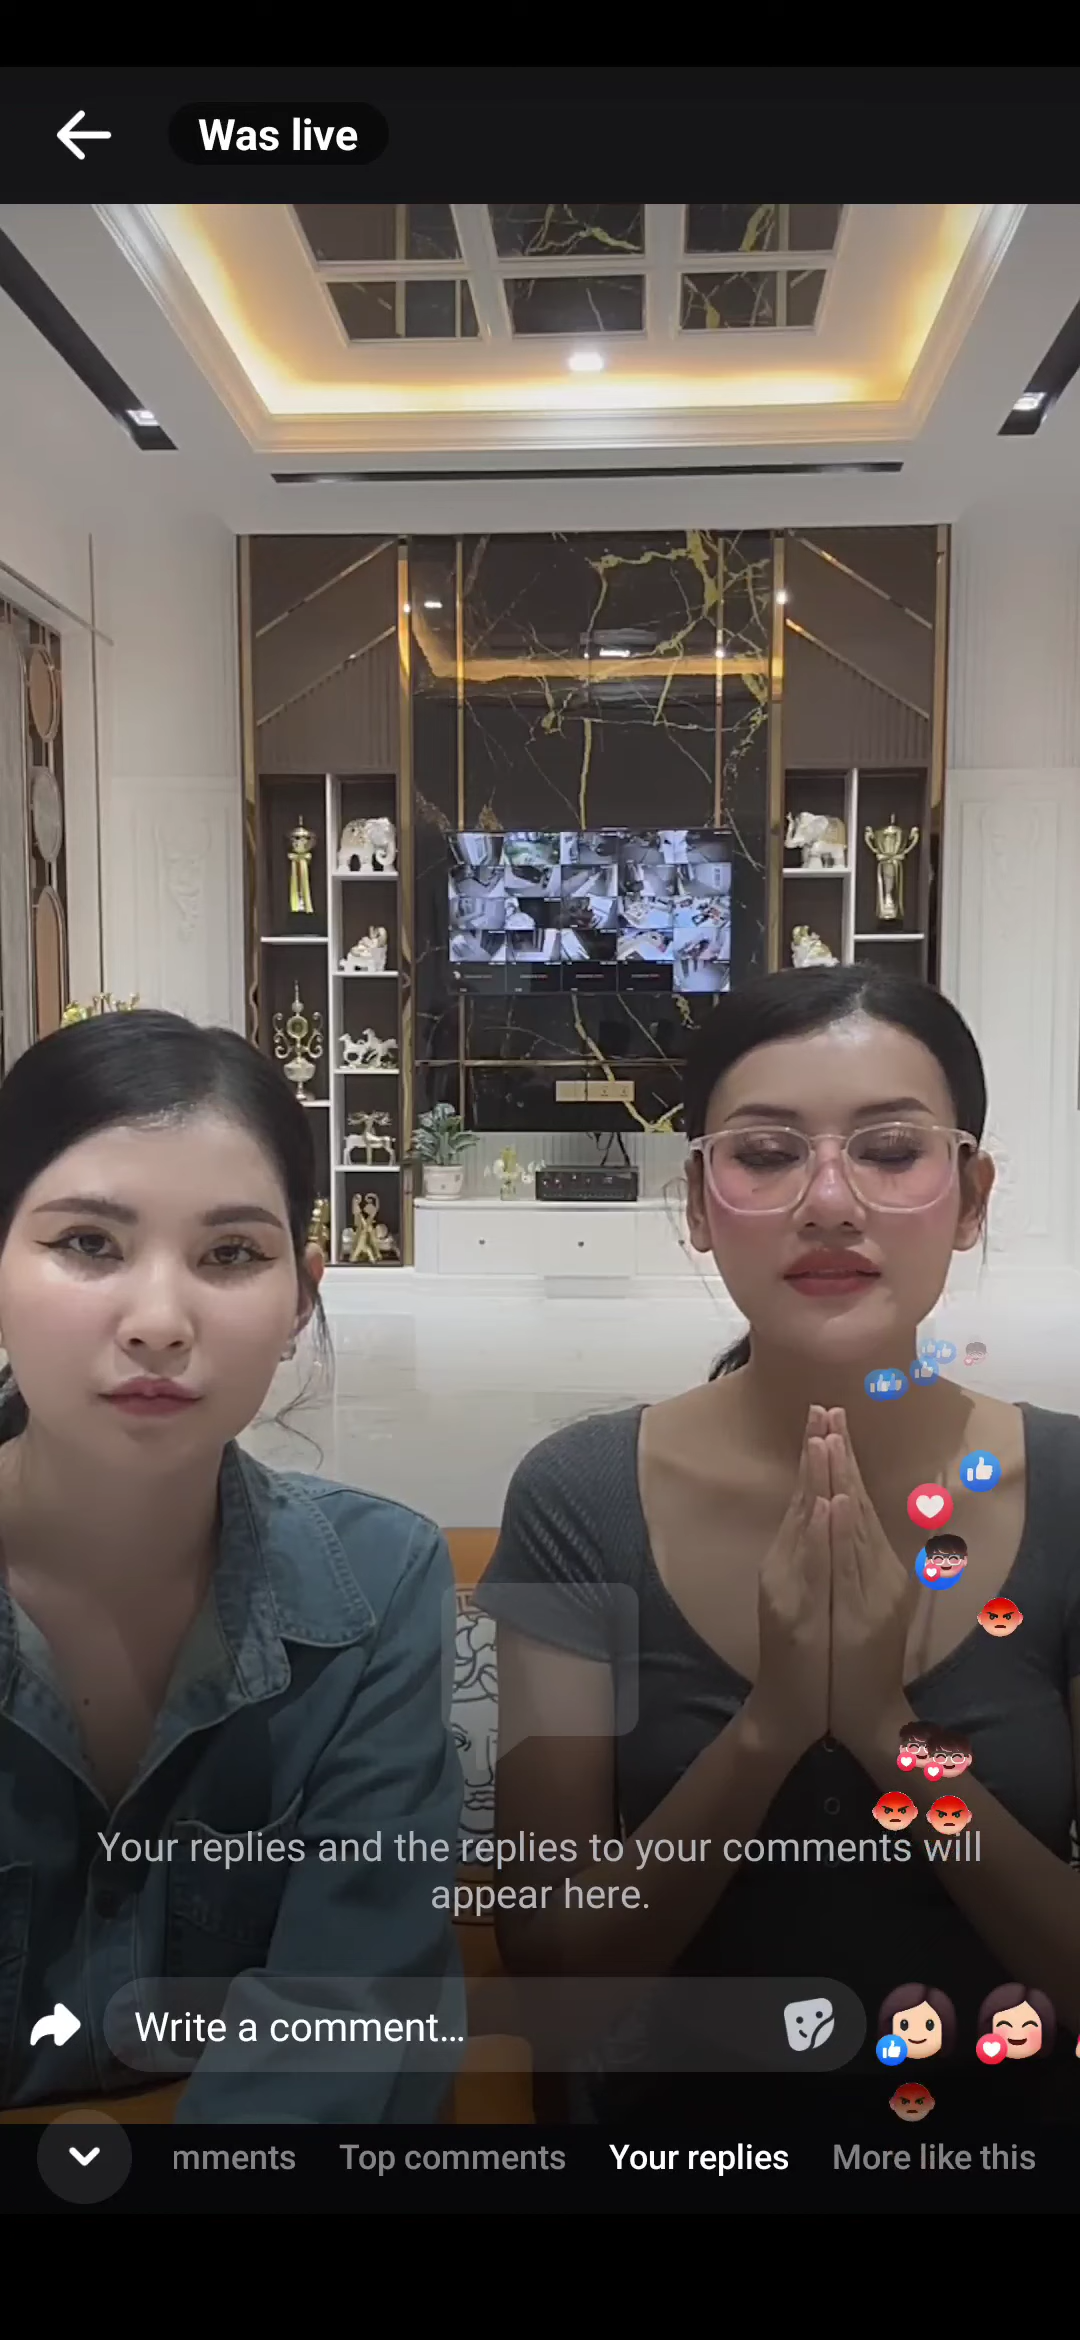 Was live
Your replies and the replies to your comments will
appear here.
Write a comment...
mments
Top comments
Your replies
More like this